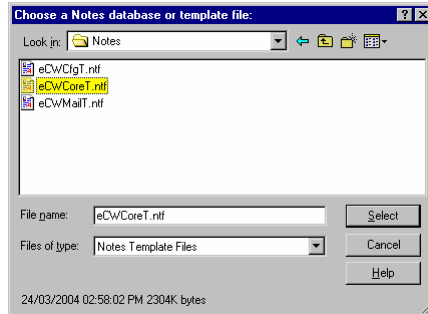 Choose a Notes database or template file:
Look in: Notes
eCWCfgT.ntf
eCWCoreT.ntf
eCWMailT.ntf
File name: eCWCoreT.ntf Select
Files of type: Notes Template Files Cancel
Help
24/03/2004 02:58:02 PM 2304K bytes